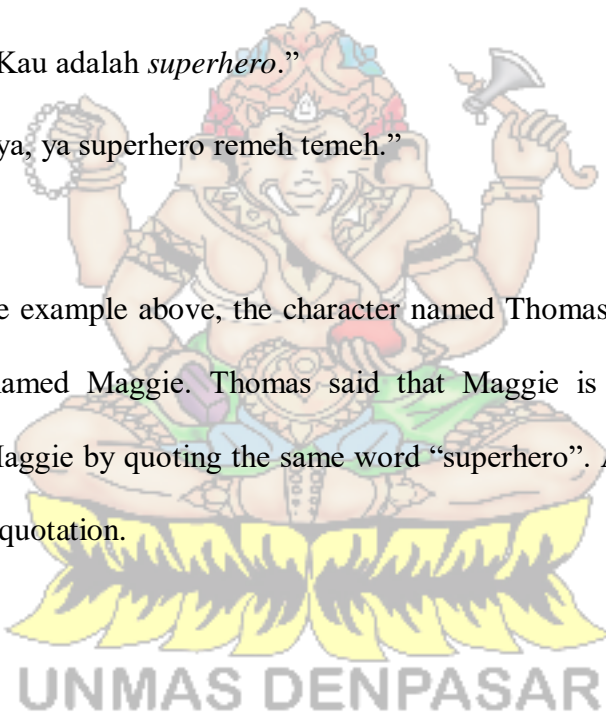 Kau adalah superhero.”
ya, ya superhero remeh temeh.”
e example above, the character named Thomas
named Maggie. Thomas said that Maggie is
Maggie by quoting the same word “superhero”.
quotation.
UNMAS DENPASAR